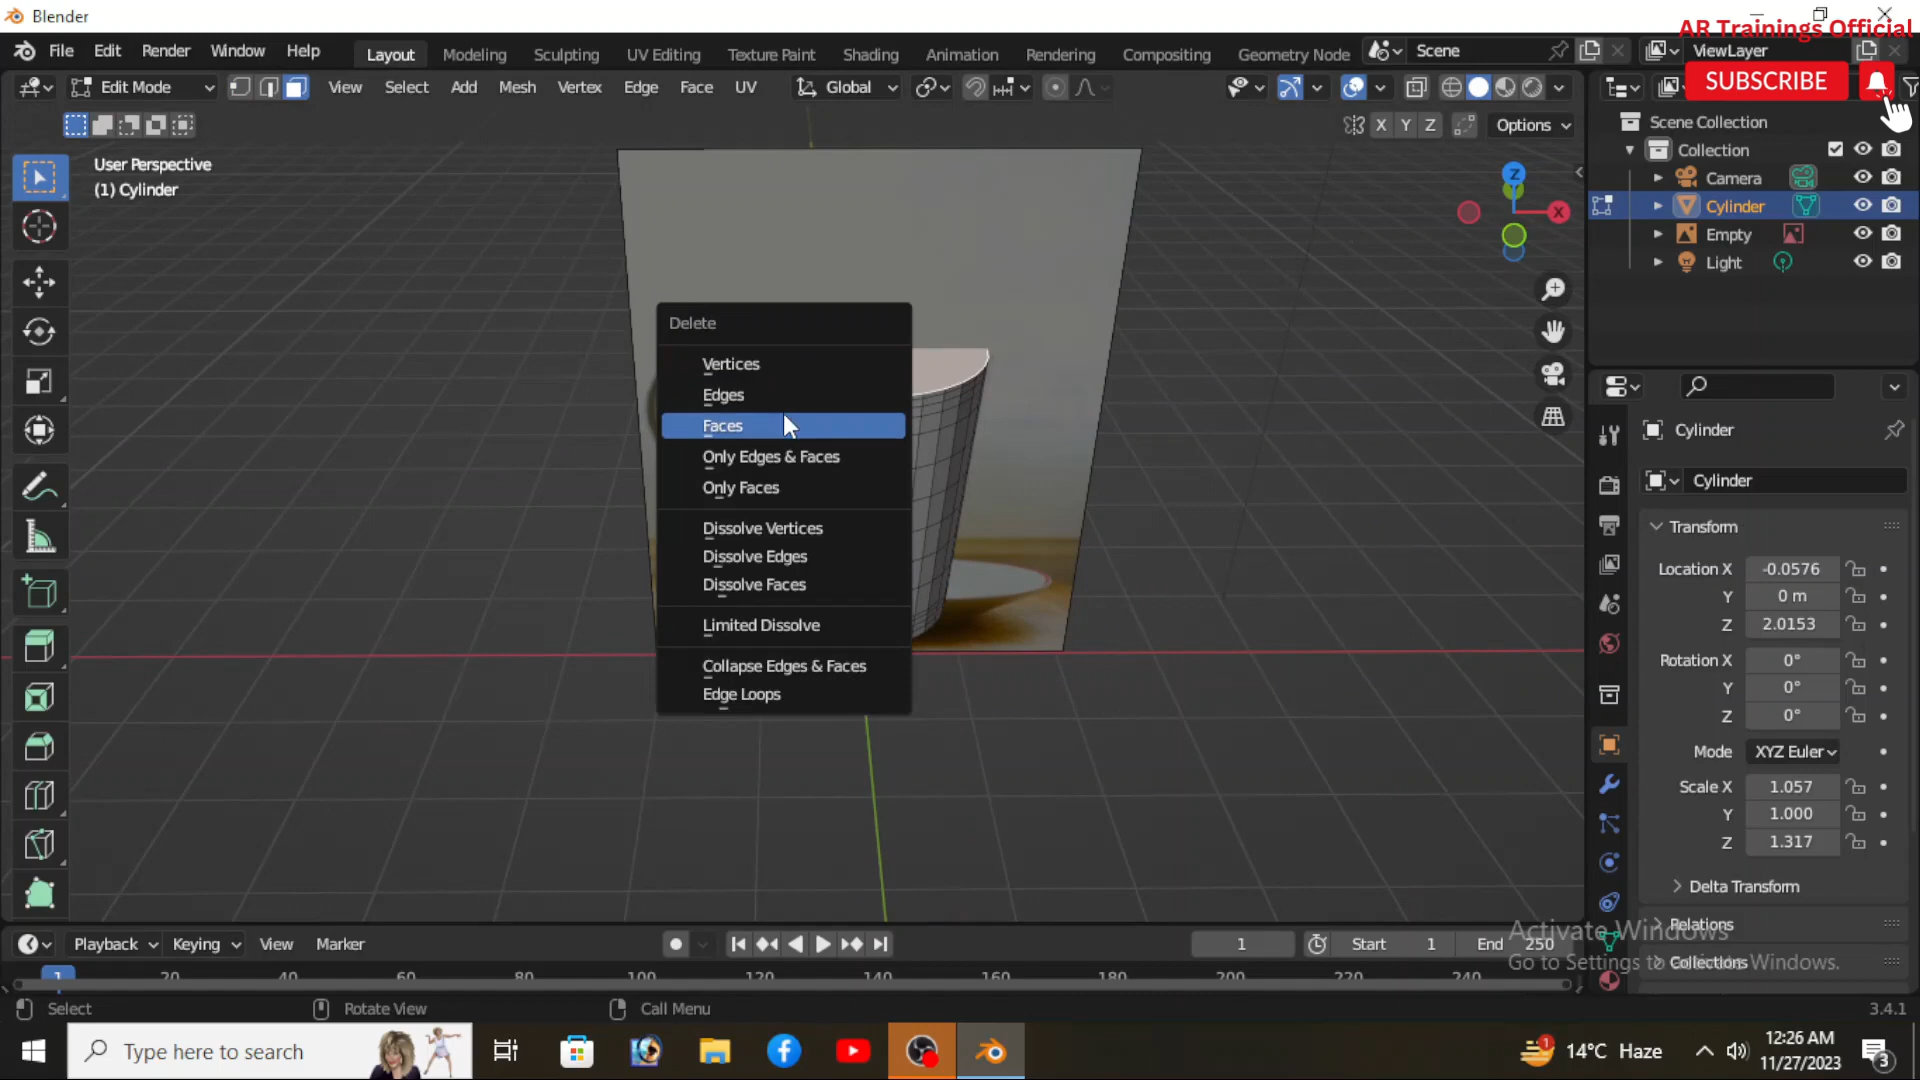 Blender
AR Trainings Official
File Edit Render Window Help Layout Modeling Sculpting UV Editing Texture Paint Shading Animation Rendering Compositing Geometry Node Scene ViewLayer
SUBSCRIBE
Edit Mode View Select Add Mesh Vertex Edge Face UV Global
X Y Z Options
User Perspective
(1) Cylinder
Z
X
Scene Collection
Collection
Camera
Cylinder
Empty
Light
Delete
Vertices
Edges
Faces
Only Edges & Faces
Only Faces
Dissolve Vertices
Dissolve Edges
Dissolve Faces
Limited Dissolve
Collapse Edges & Faces
Edge Loops
Cylinder
Cylinder
Transform
Location X -0.0576
Y 0 m
Z 2.0153
Rotation X 0°
Y 0°
Z 0°
Mode XYZ Euler
Scale X 1.057
Y 1.000
Z 1.317
Delta Transform
Relations
Collections
Activate Windows
Go to Settings to activate Windows.
Playback Keying View Marker 1 Start 1 End 250
1 20 40 60 80 100 120 140 160 180 200 220 240
Select Rotate View Call Menu 3.4.1
Type here to search
1
14°C Haze
12:26 AM
11/27/2023
3